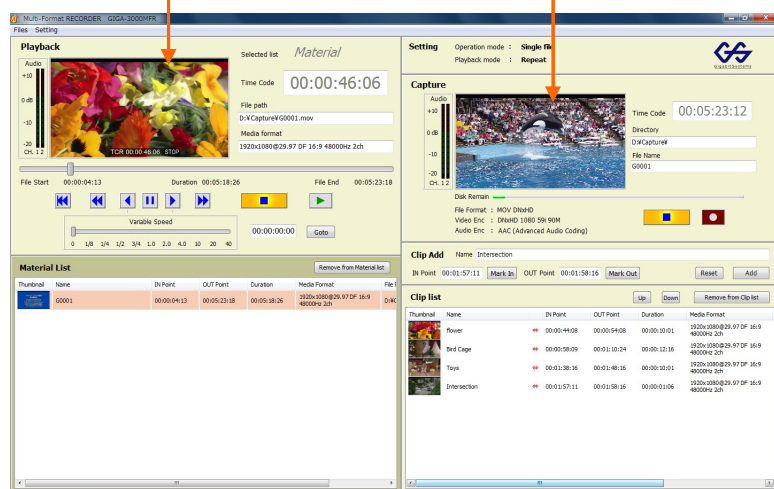 Multi-Format RECORDER GIGA-3000MFR
Files Setting
Playback
Selected list Material
Audio
+10
0 dB
-10
-20
CH. 1 2
TCR 00:00:46:06 STOP
Time Code 00:00:46:06
File path
D:¥Capture¥G0001.mov
Media format
1920x1080@29.97 DF 16:9 48000Hz 2ch
File Start 00:00:04:13 Duration 00:05:18:26 File End 00:05:23:18
Variable Speed
0 1/8 1/4 1/2 3/4 1.0 2.0 4.0 10 20 40
00:00:00:00 Goto
Material List Remove from Material list
Thumbnail Name IN Point OUT Point Duration Media Format File
G0001 00:00:04:13 00:05:23:18 00:05:18:26 1920x1080@29.97 DF 16:9 48000Hz 2ch
Setting Operation mode : Single file
Playback mode : Repeat
GigaBit Systems
Capture
Audio
+10
0 dB
-10
-20
CH. 1 2
Time Code 00:05:23:12
Directory
D:¥Capture¥
File Name
G0001
Disk Remain
File Format : MOV DNxHD
Video Enc : DNxHD 1080 59i 90M
Audio Enc : AAC (Advanced Audio Coding)
Clip Add Name Intersection
IN Point 00:01:57:11 Mark In OUT Point 00:01:58:16 Mark Out Reset Add
Clip list Up Down Remove from Clip list
Thumbnail Name IN Point OUT Point Duration Media Format
flower 00:00:44:08 00:00:54:08 00:00:10:01 1920x1080@29.97 DF 16:9 48000Hz 2ch
Bird Cage 00:00:58:09 00:01:10:24 00:00:12:16 1920x1080@29.97 DF 16:9 48000Hz 2ch
Toys 00:01:38:16 00:01:48:16 00:00:10:01 1920x1080@29.97 DF 16:9 48000Hz 2ch
Intersection 00:01:57:11 00:01:58:16 00:00:01:06 1920x1080@29.97 DF 16:9 48000Hz 2ch